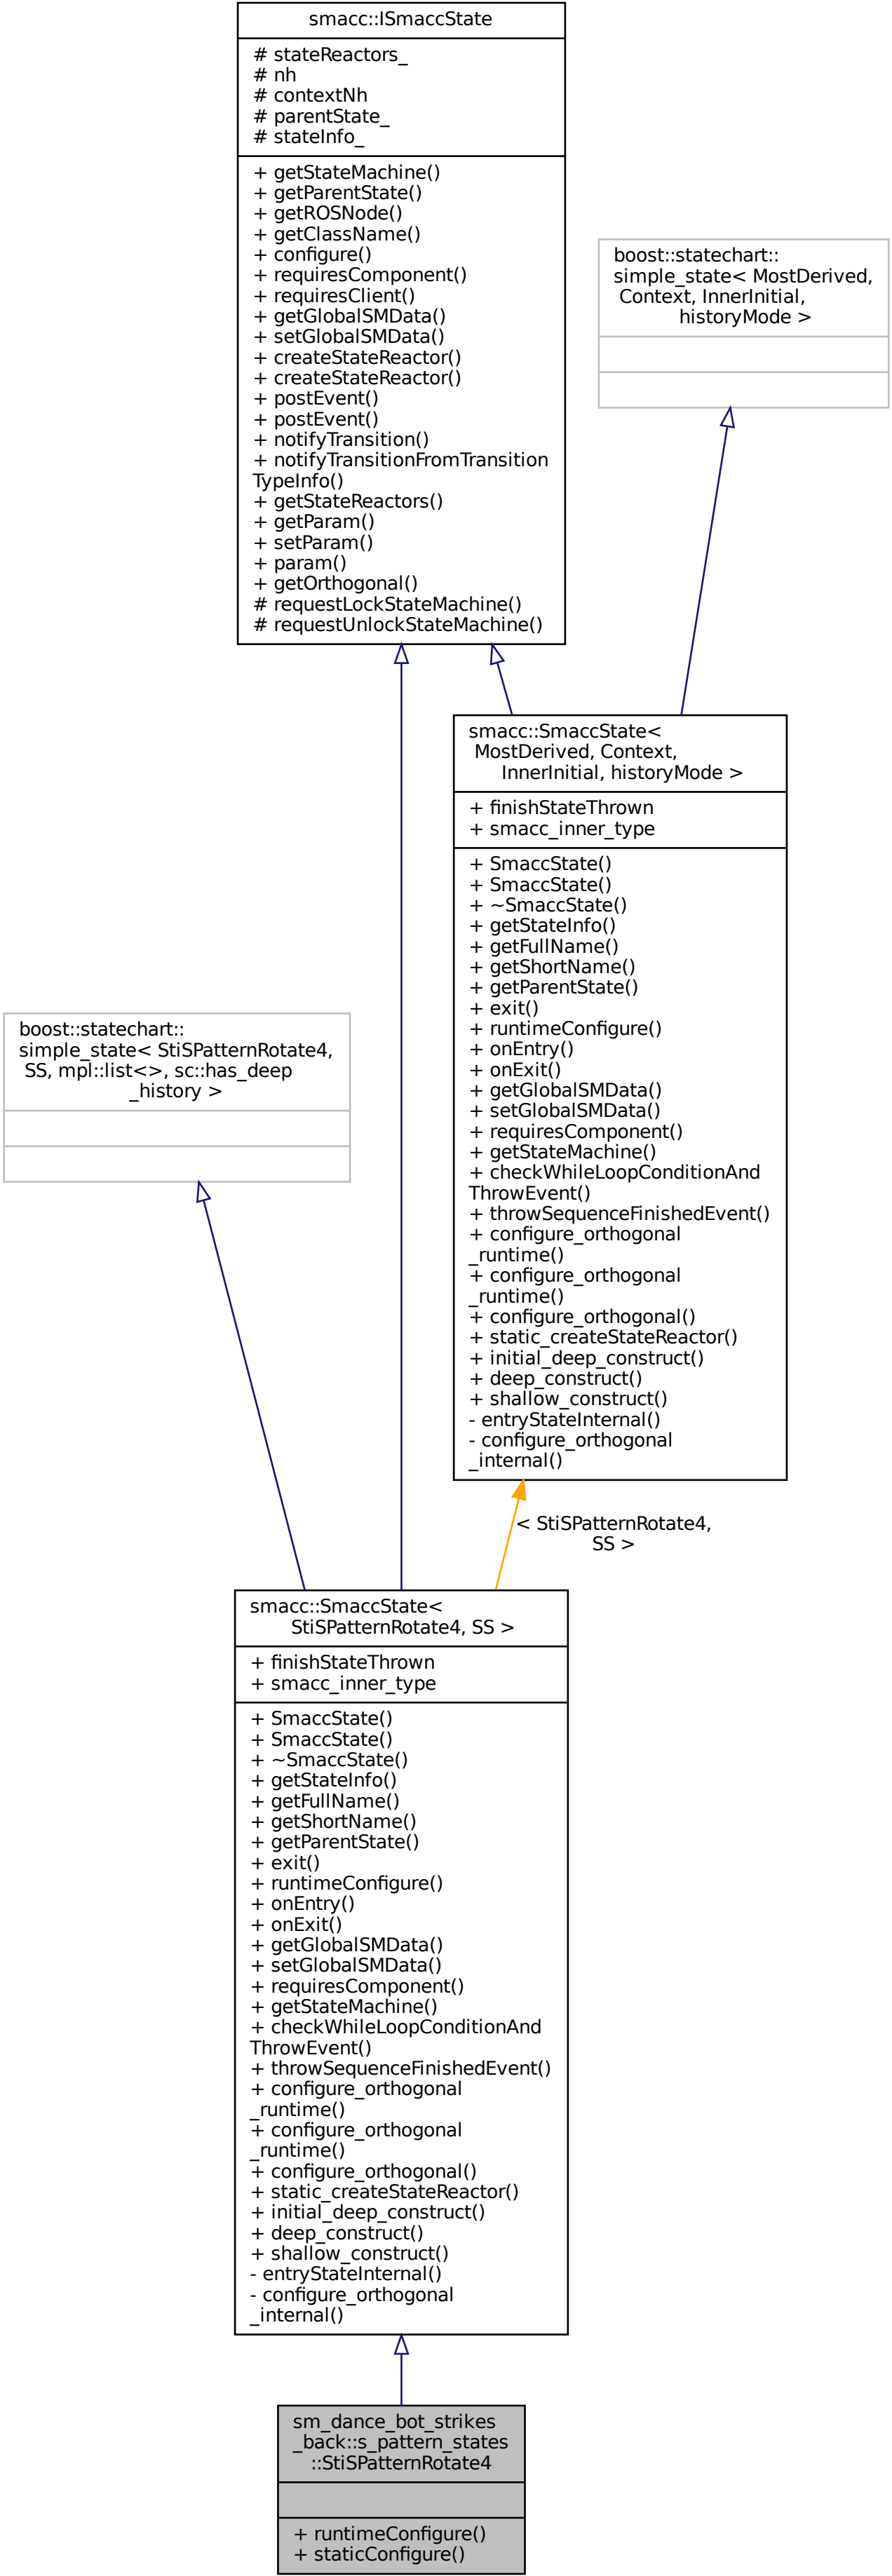 smacc::ISmaccState
# stateReactors_
# nh
# contextNh
# parentState_
# stateInfo_
+ getStateMachine()
+ getParentState()
+ getROSNode()
+ getClassName()
+ configure()
+ requiresComponent()
+ requiresClient()
+ getGlobalSMData()
+ setGlobalSMData()
+ createStateReactor()
+ createStateReactor()
+ postEvent()
+ postEvent()
+ notifyTransition()
+ notifyTransitionFromTransition
TypeInfo()
+ getStateReactors()
+ getParam()
+ setParam()
+ param()
+ getOrthogonal()
# requestLockStateMachine()
# requestUnlockStateMachine()
boost::statechart::
simple_state< MostDerived,
Context, InnerInitial,
historyMode >
smacc::SmaccState<
MostDerived, Context,
InnerInitial, historyMode >
+ finishStateThrown
+ smacc_inner_type
+ SmaccState()
+ SmaccState()
+ ~SmaccState()
+ getStateInfo()
+ getFullName()
+ getShortName()
+ getParentState()
+ exit()
+ runtimeConfigure()
+ onEntry()
+ onExit()
+ getGlobalSMData()
+ setGlobalSMData()
+ requiresComponent()
+ getStateMachine()
+ checkWhileLoopConditionAnd
ThrowEvent()
+ throwSequenceFinishedEvent()
+ configure_orthogonal
_runtime()
+ configure_orthogonal
_runtime()
+ configure_orthogonal()
+ static_createStateReactor()
+ initial_deep_construct()
+ deep_construct()
+ shallow_construct()
- entryStateInternal()
- configure_orthogonal
_internal()
boost::statechart::
simple_state< StiSPatternRotate4,
SS, mpl::list<>, sc::has_deep
_history >
< StiSPatternRotate4,
SS >
smacc::SmaccState<
StiSPatternRotate4, SS >
+ finishStateThrown
+ smacc_inner_type
+ SmaccState()
+ SmaccState()
+ ~SmaccState()
+ getStateInfo()
+ getFullName()
+ getShortName()
+ getParentState()
+ exit()
+ runtimeConfigure()
+ onEntry()
+ onExit()
+ getGlobalSMData()
+ setGlobalSMData()
+ requiresComponent()
+ getStateMachine()
+ checkWhileLoopConditionAnd
ThrowEvent()
+ throwSequenceFinishedEvent()
+ configure_orthogonal
_runtime()
+ configure_orthogonal
_runtime()
+ configure_orthogonal()
+ static_createStateReactor()
+ initial_deep_construct()
+ deep_construct()
+ shallow_construct()
- entryStateInternal()
- configure_orthogonal
_internal()
sm_dance_bot_strikes
_back::s_pattern_states
::StiSPatternRotate4
+ runtimeConfigure()
+ staticConfigure()